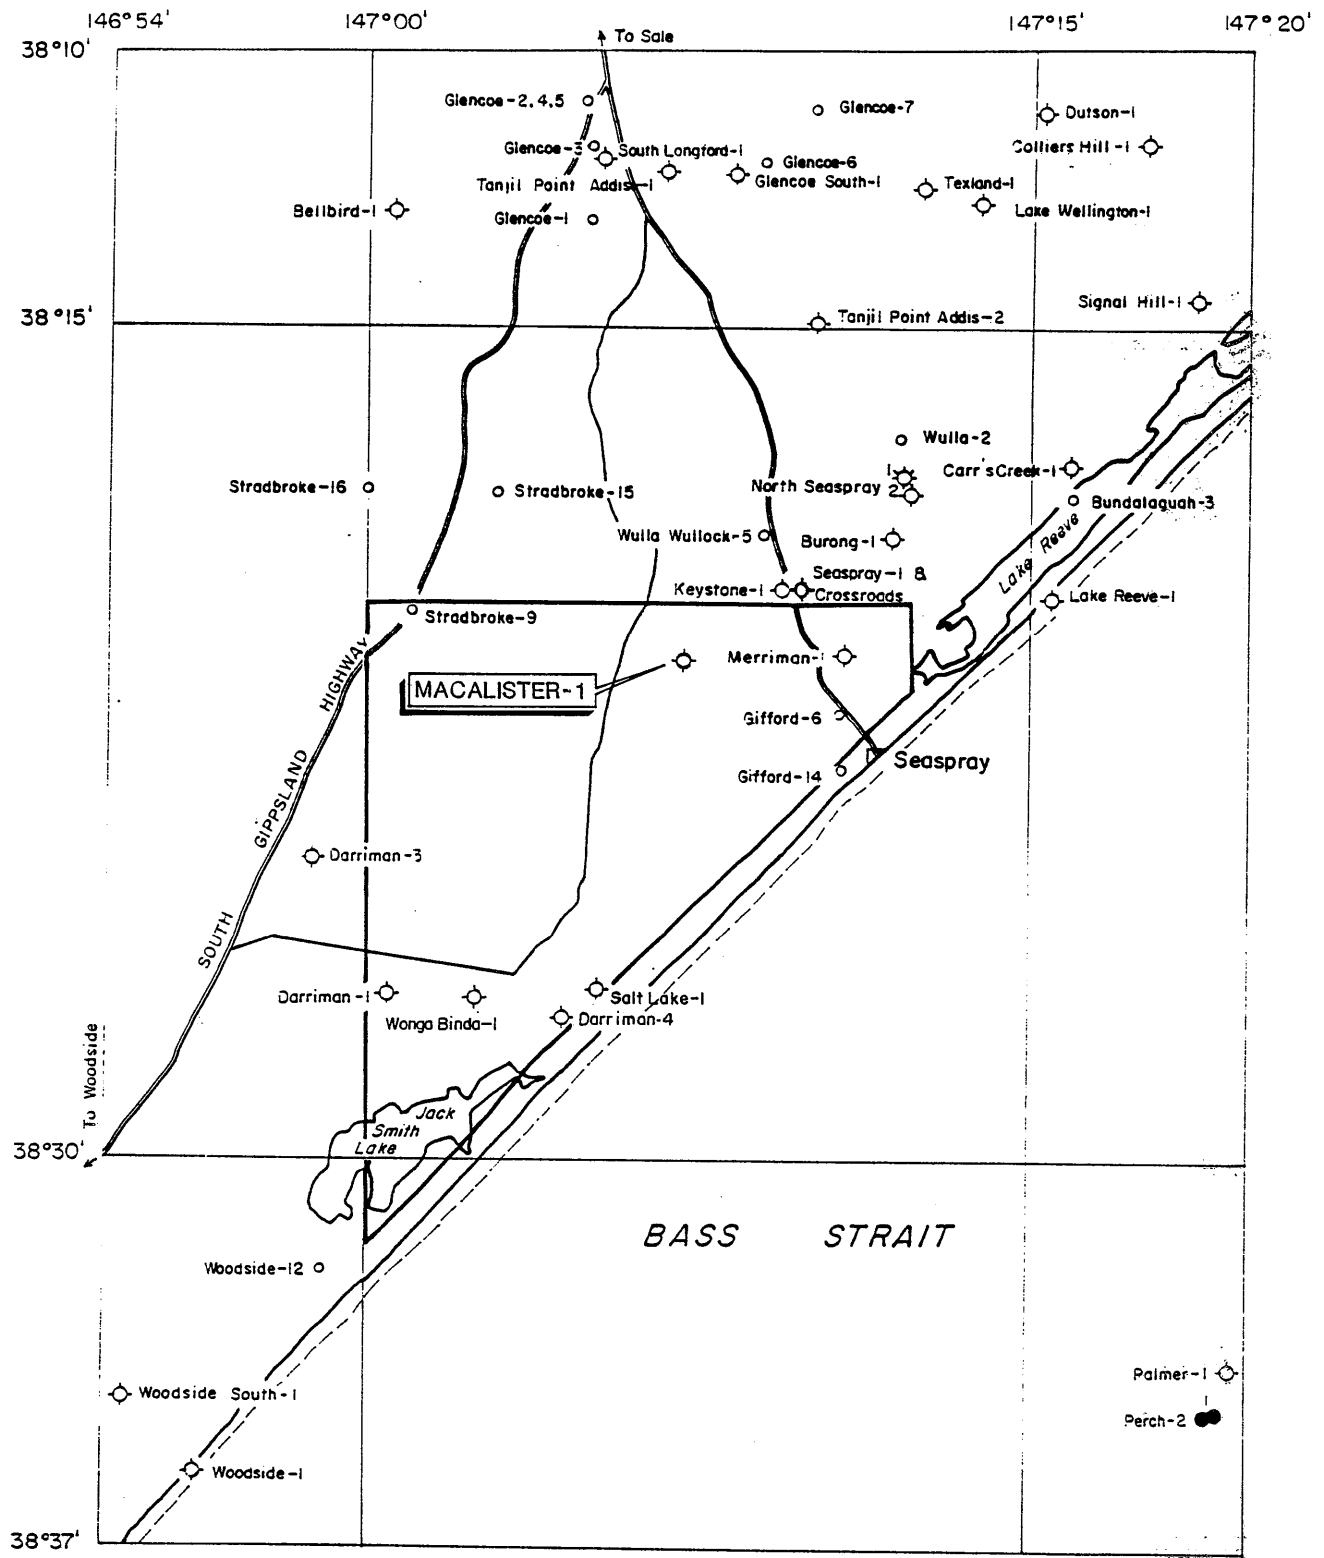 146°54'
147°00'
147°15'
147°20'
38°10'
To Sale
Glencoe-2,4,5
Glencoe-7
Dutson-1
Glencoe-3
South Longford-1
Colliers Hill-1
Glencoe-6
Tanjil Point Addis-1
Glencoe South-1
Texland-1
Bellbird-1
Glencoe-1
Lake Wellington-1
Signal Hill-1
38°15'
Tanjil Point Addis-2
Wulla-2
1
Carr's Creek-1
Stradbroke-16
Stradbroke-15
North Seaspray 2
Bundalaguah-3
Wulla Wullock-5
Burong-1
Lake Reeve
Seaspray-1 &
Keystone-1
Crossroads
Lake Reeve-1
Stradbroke-9
Merriman-1
MACALISTER-1
Gifford-6
Seaspray
Gifford-14
SOUTH GIPPSLAND HIGHWAY
Darriman-3
Darriman-1
Salt Lake-1
Wonga Binda-1
Darriman-4
To Woodside
Jack
Smith
Lake
38°30'
BASS STRAIT
Woodside-12
Palmer-1
Woodside South-1
1
Perch-2
Woodside-1
38°37'